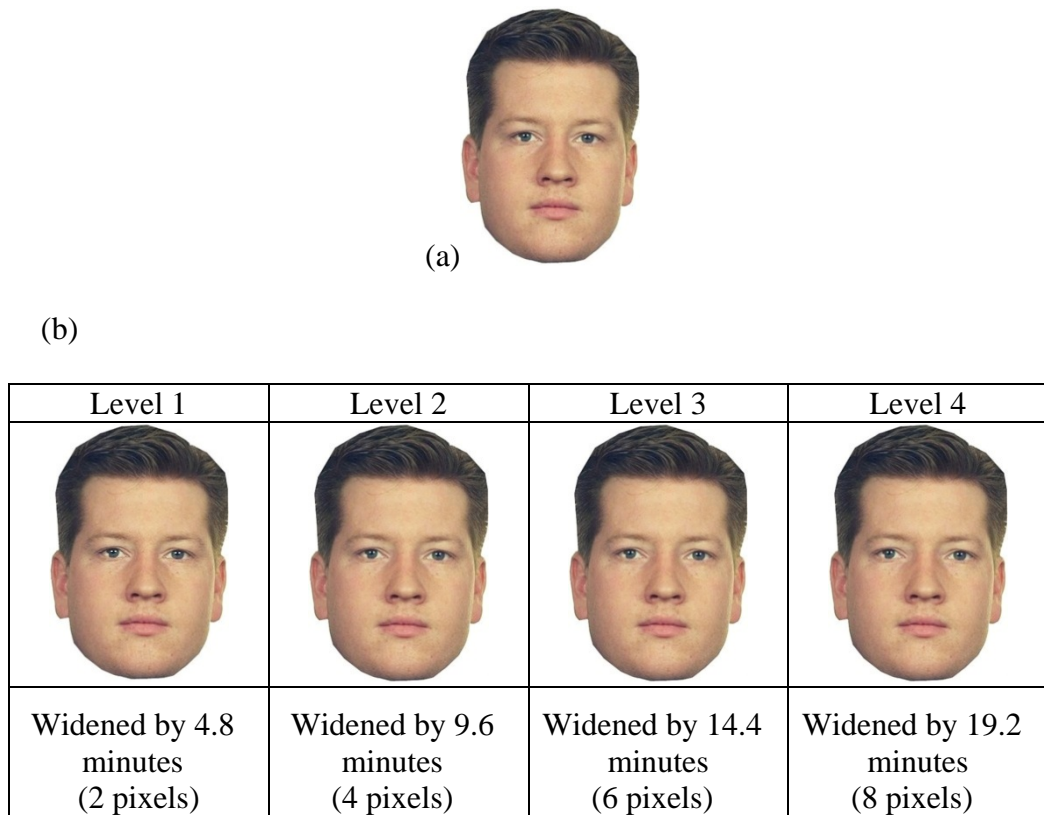 (a)
(b)
Level 1 Level 2 Level 3 Level 4
Widened by 4.8 Widened by 9.6 Widened by 14.4 Widened by 19.2
minutes minutes minutes minutes
(2 pixels) (4 pixels) (6 pixels) (8 pixels)